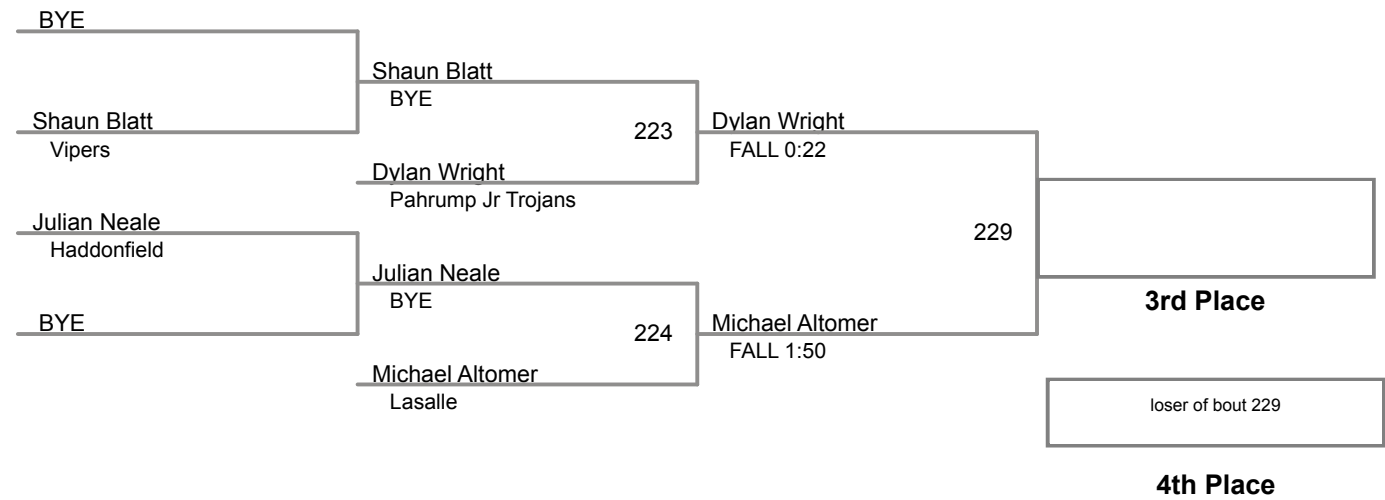 BYE
Shaun Blatt
BYE
Shaun Blatt
Vipers
223
Dylan Wright
FALL 0:22
Dylan Wright
Pahrump Jr Trojans
Julian Neale
Haddonfield
229
Julian Neale
BYE
3rd Place
BYE
224
Michael Altomer
FALL 1:50
Michael Altomer
Lasalle
loser of bout 229
4th Place